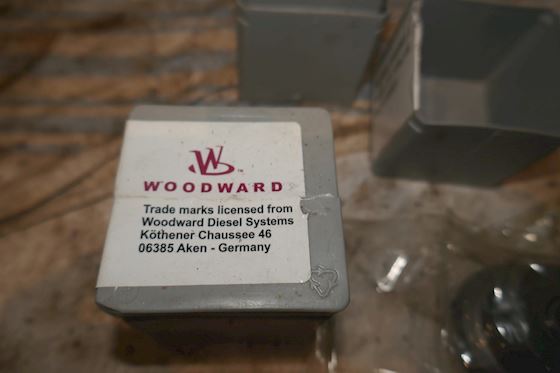 W
WOODWARD
Trade marks licensed from
Woodward Diesel Systems
Köthener Chaussee 46
06385 Aken - Germany